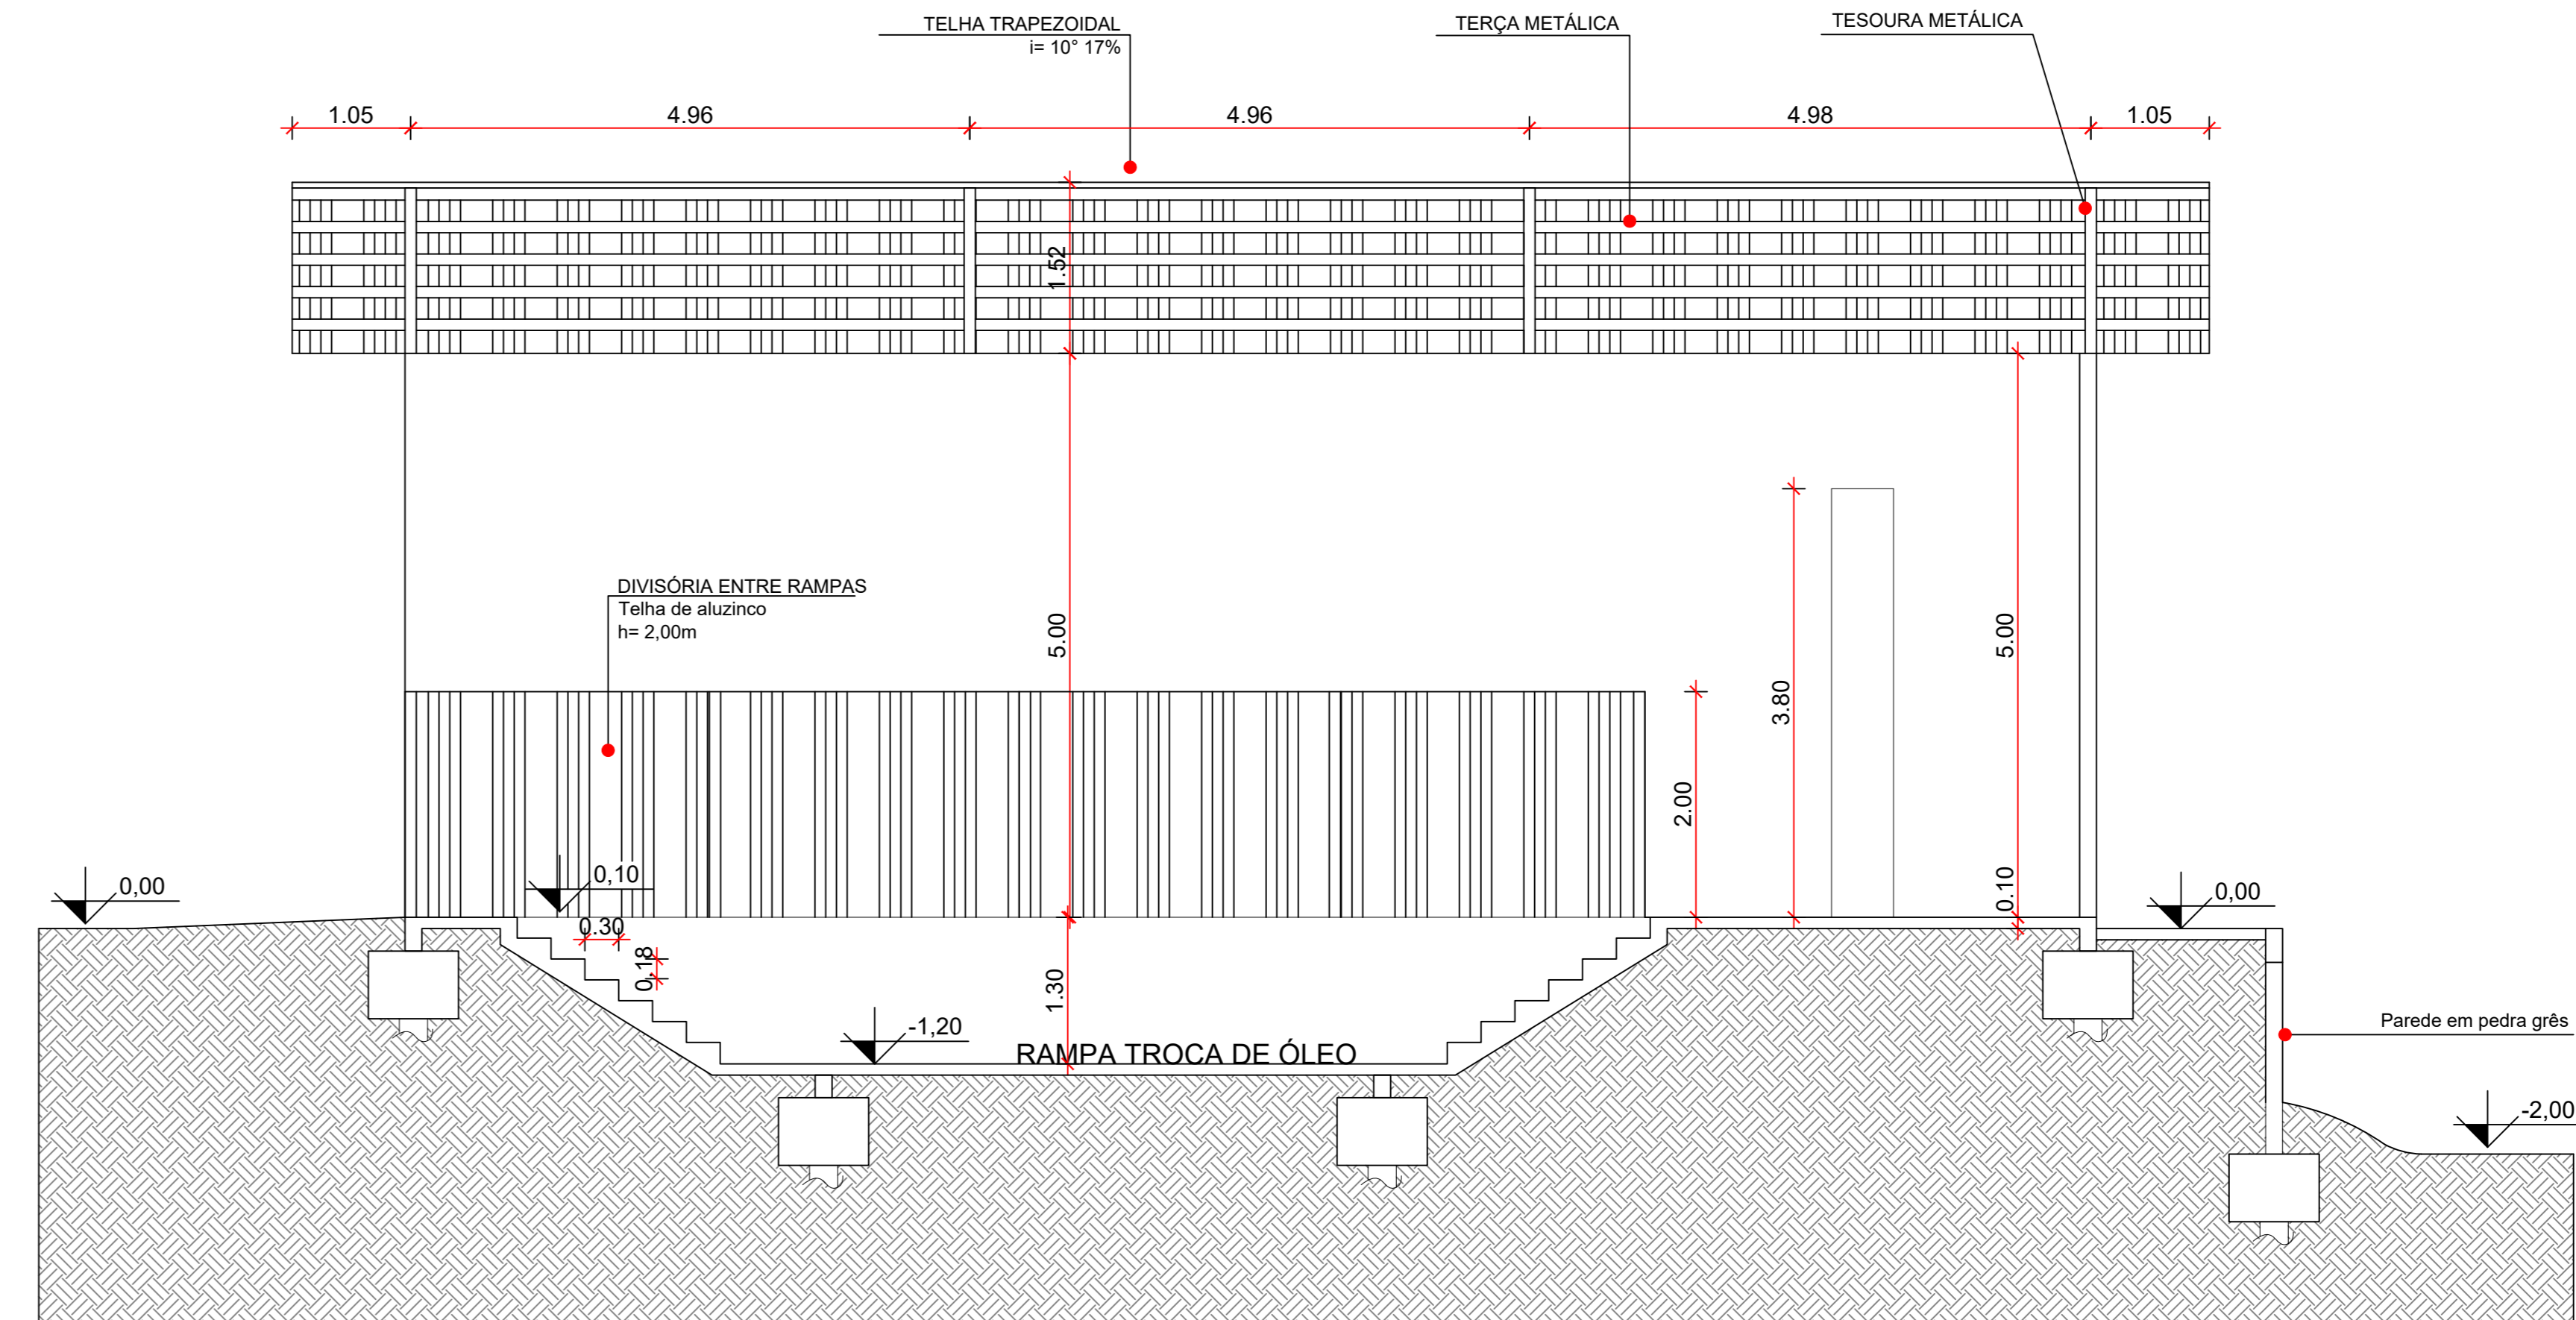 TELHA TRAPEZOIDAL
i= 10° 17%
TERÇA METÁLICA
TESOURA METÁLICA
1.05
4.96
4.96
4.98
1.05
1.52
DIVISÓRIA ENTRE RAMPAS
Telha de aluzinco
h= 2,00m
5.00
5.00
3.80
2.00
0,00
0,10
0.10
0,00
0.30
0,18
1.30
-1,20
RAMPA TROCA DE ÓLEO
Parede em pedra grês
-2,00